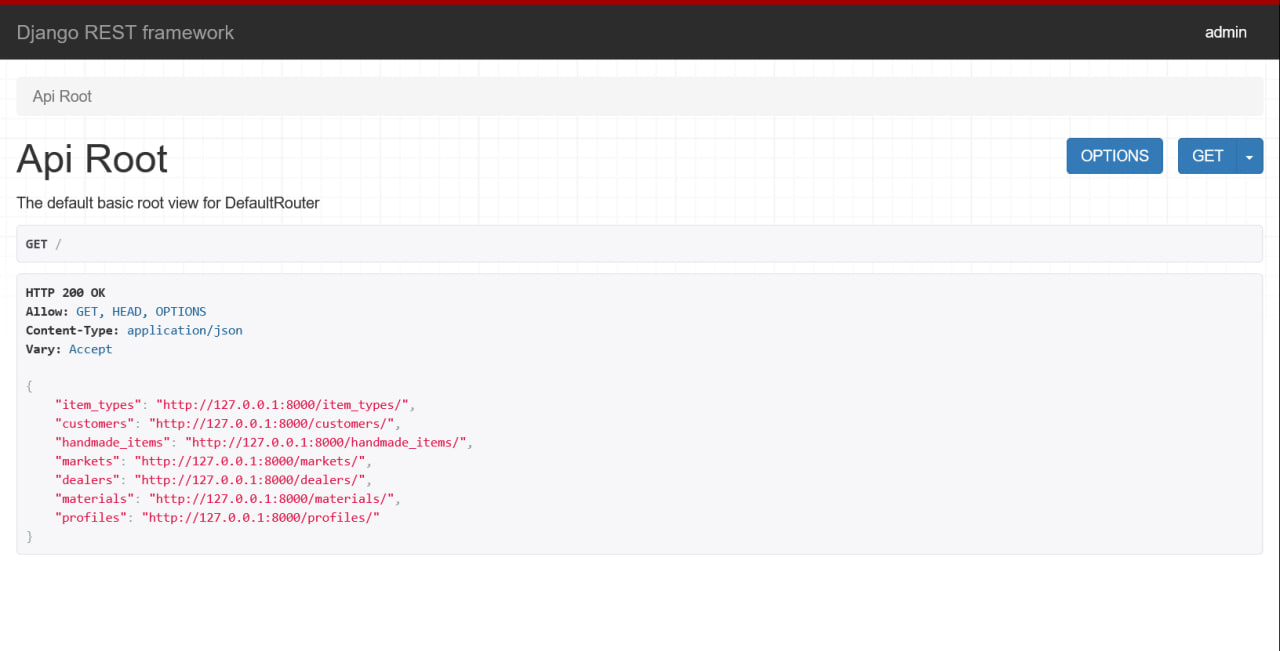 Django REST framework
admin
Api Root
Api Root
OPTIONS
GET
The default basic root view for DefaultRouter
GET /
HTTP 200 OK
Allow: GET, HEAD, OPTIONS
Content-Type: application/json
Vary: Accept
{
    "item_types": "http://127.0.0.1:8000/item_types/",
    "customers": "http://127.0.0.1:8000/customers/",
    "handmade_items": "http://127.0.0.1:8000/handmade_items/",
    "markets": "http://127.0.0.1:8000/markets/",
    "dealers": "http://127.0.0.1:8000/dealers/",
    "materials": "http://127.0.0.1:8000/materials/",
    "profiles": "http://127.0.0.1:8000/profiles/"
}